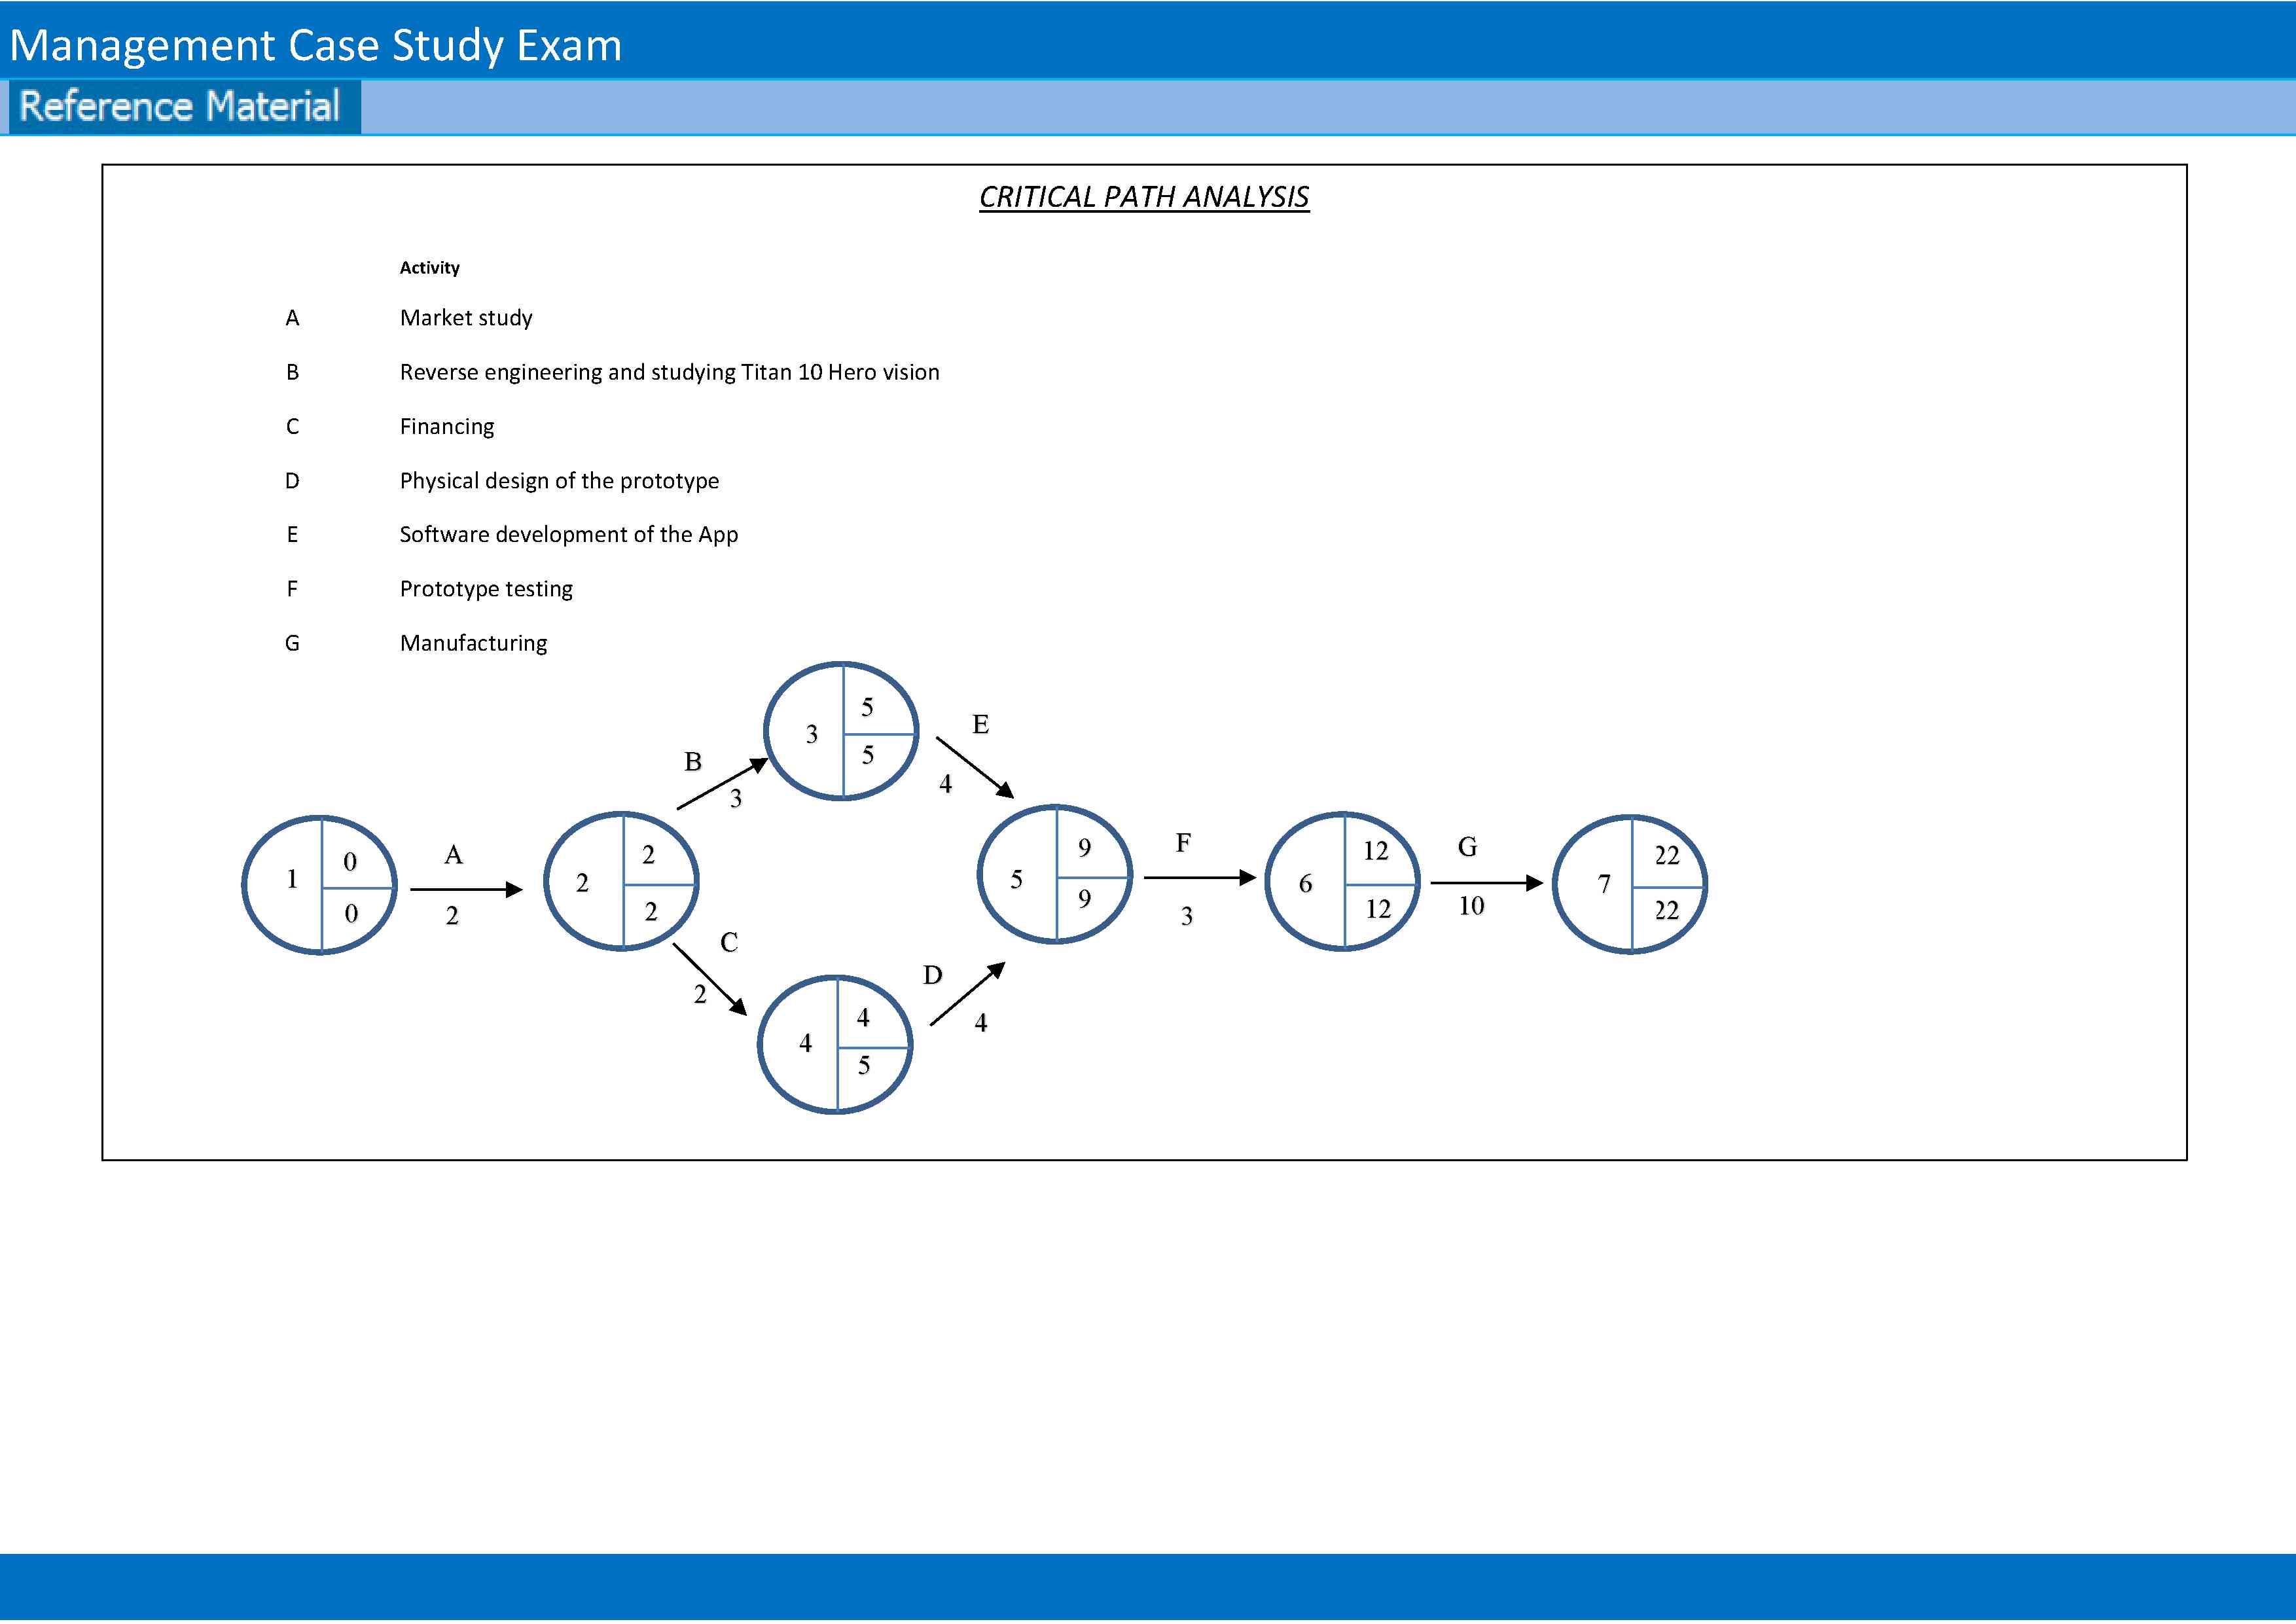 Management Case Study Exam
Reference Material
CRITICAL PATH ANALYSIS
Activity
A Market study
B Reverse engineering and studying Titan 10 Hero vision
C Financing
D Physical design of the prototype
E Software development of the App
F Prototype testing
G Manufacturing
1 0 0
A
2
2 2 2
B
3
3 5 5
E
4
C
2
4 4 5
D
4
5 9 9
F
3
6 12 12
G
10
7 22 22